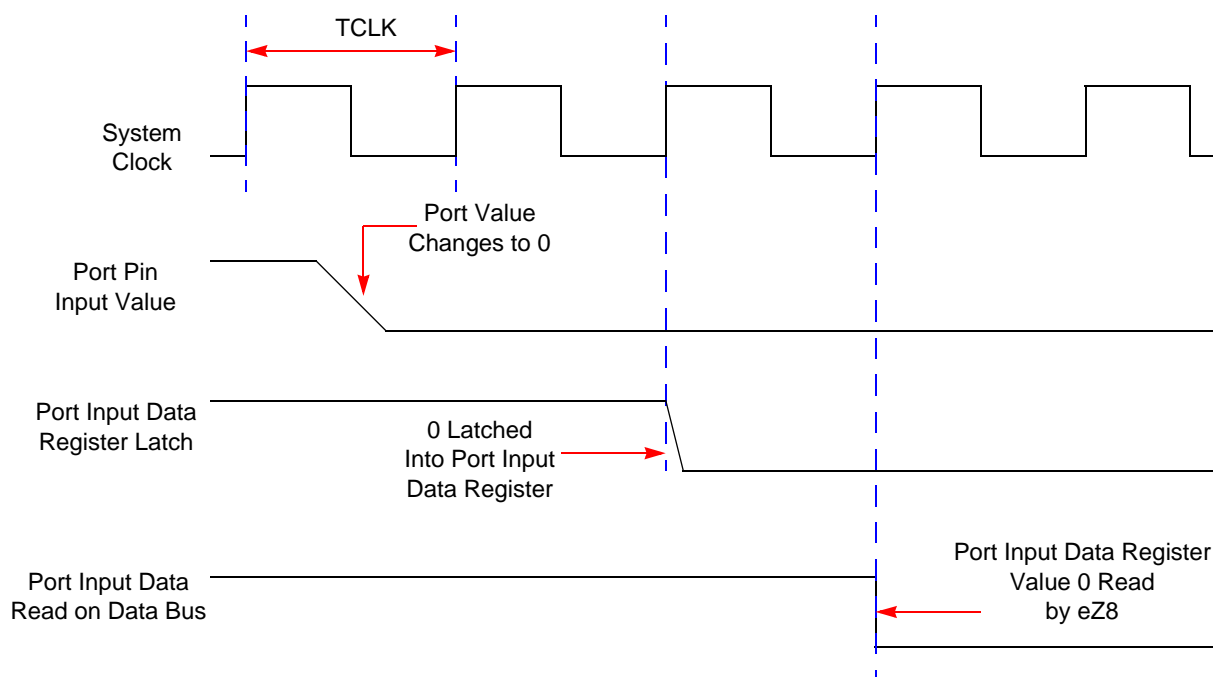 TCLK
System
Clock
Port Value
Changes to 0
Port Pin
Input Value
Port Input Data
Register Latch
0 Latched
Into Port Input
Data Register
Port Input Data
Read on Data Bus
Port Input Data Register
Value 0 Read
by eZ8